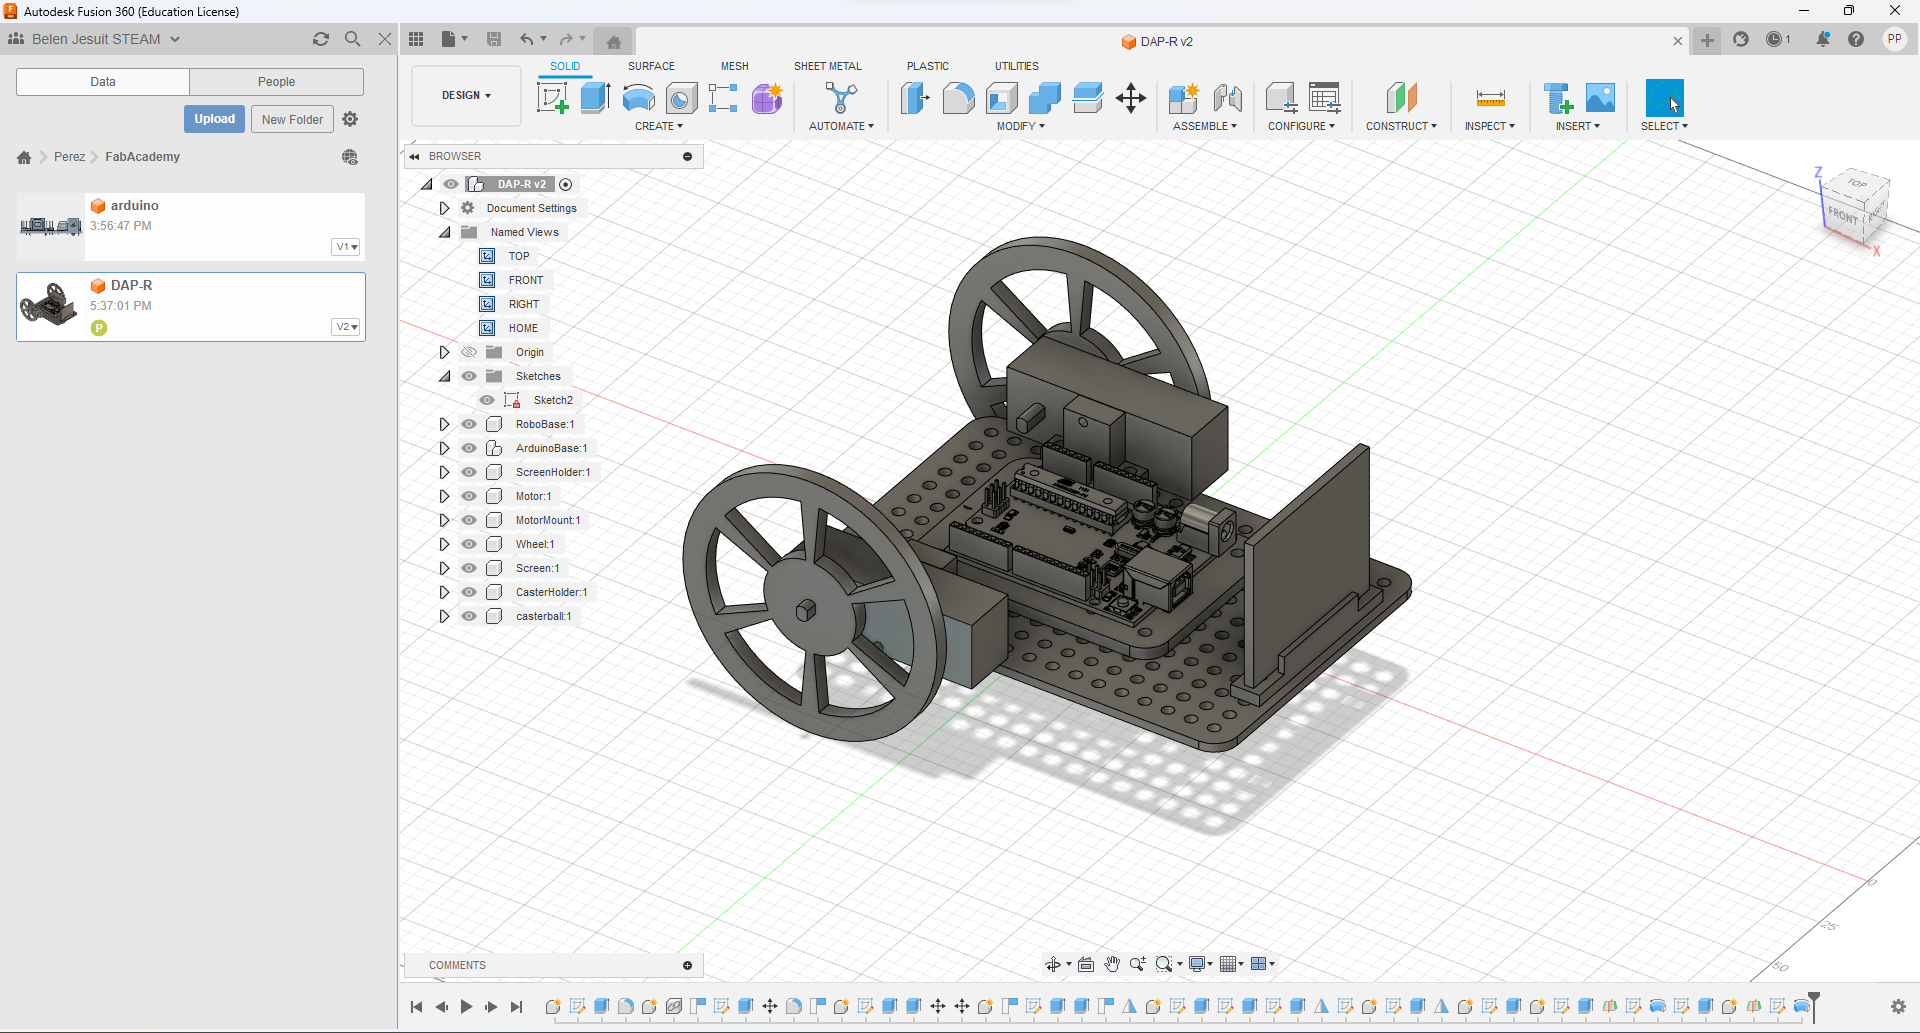 Autodesk Fusion 360 (Education License)
Belen Jesuit STEAM
DAP-R v2
1
PP
Data
People
Upload
New Folder
Perez
FabAcademy
arduino
3:56:47 PM
V1
DAP-R
5:37:01 PM
P
V2
DESIGN
SOLID
SURFACE
MESH
SHEET METAL
PLASTIC
UTILITIES
CREATE
AUTOMATE
MODIFY
ASSEMBLE
CONFIGURE
CONSTRUCT
INSPECT
INSERT
SELECT
BROWSER
DAP-R v2
Document Settings
Named Views
TOP
FRONT
RIGHT
HOME
Origin
Sketches
Sketch2
RoboBase:1
ArduinoBase:1
ScreenHolder:1
Motor:1
MotorMount:1
Wheel:1
Screen:1
CasterHolder:1
casterball:1
Z
TOP
FRONT
X
0
25
50
COMMENTS